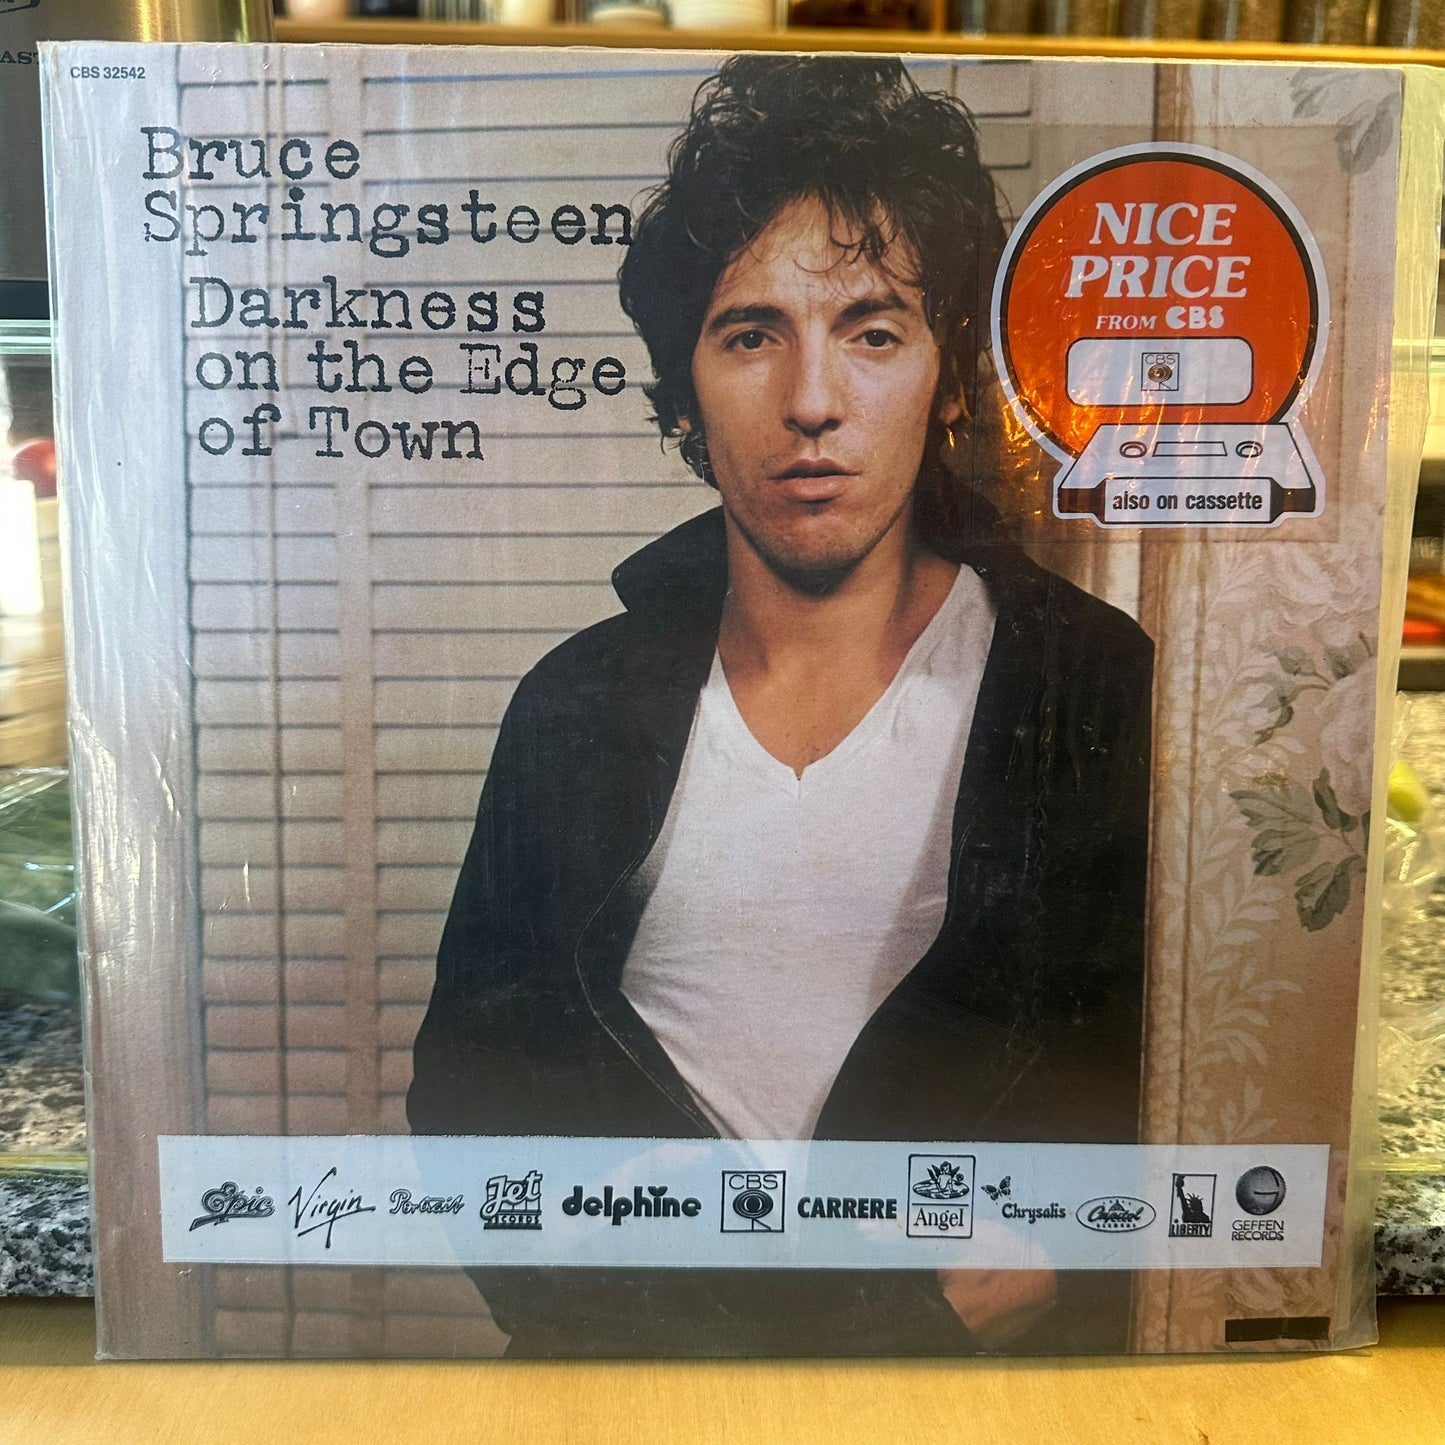 CBS 32542
Bruce
Springsteen
Darkness
on the Edge
of Town
NICE
PRICE
FROM CBS
CBS
also on cassette
Epic
Virgin
Portrait
Jet
RECORDS
delphine
CBS
CARRERE
Angel
Chrysalis
Capitol
RECORDS
LIBERTY
GEFFEN
RECORDS